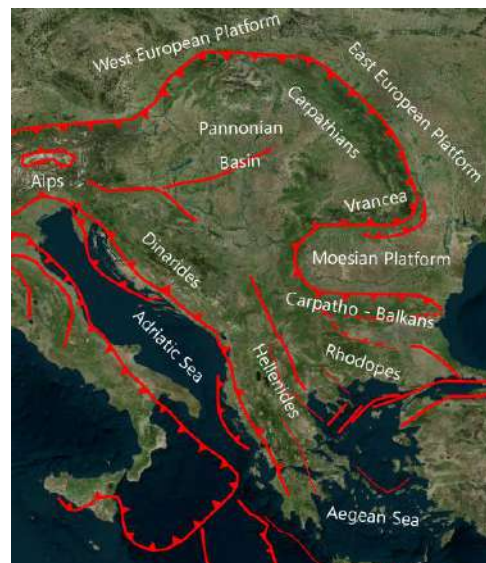 West European Platform
East European Platform
Carpathians
Pannonian
Basin
Alps
Vrancea
Dinarides
Moesian Platform
Adriatic Sea
Carpatho - Balkans
Hellenides
Rhodopes
Aegean Sea